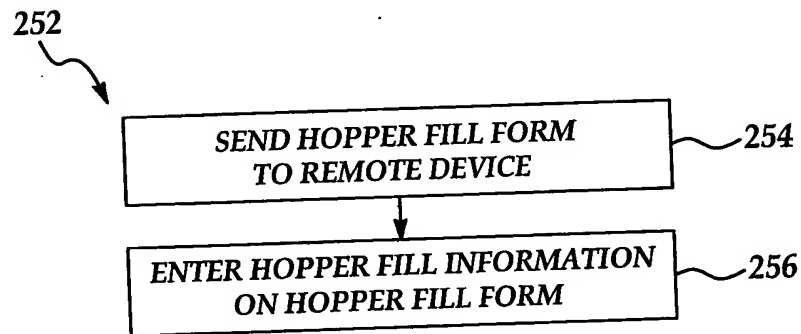 252
SEND HOPPER FILL FORM
TO REMOTE DEVICE
254
ENTER HOPPER FILL INFORMATION
ON HOPPER FILL FORM
256